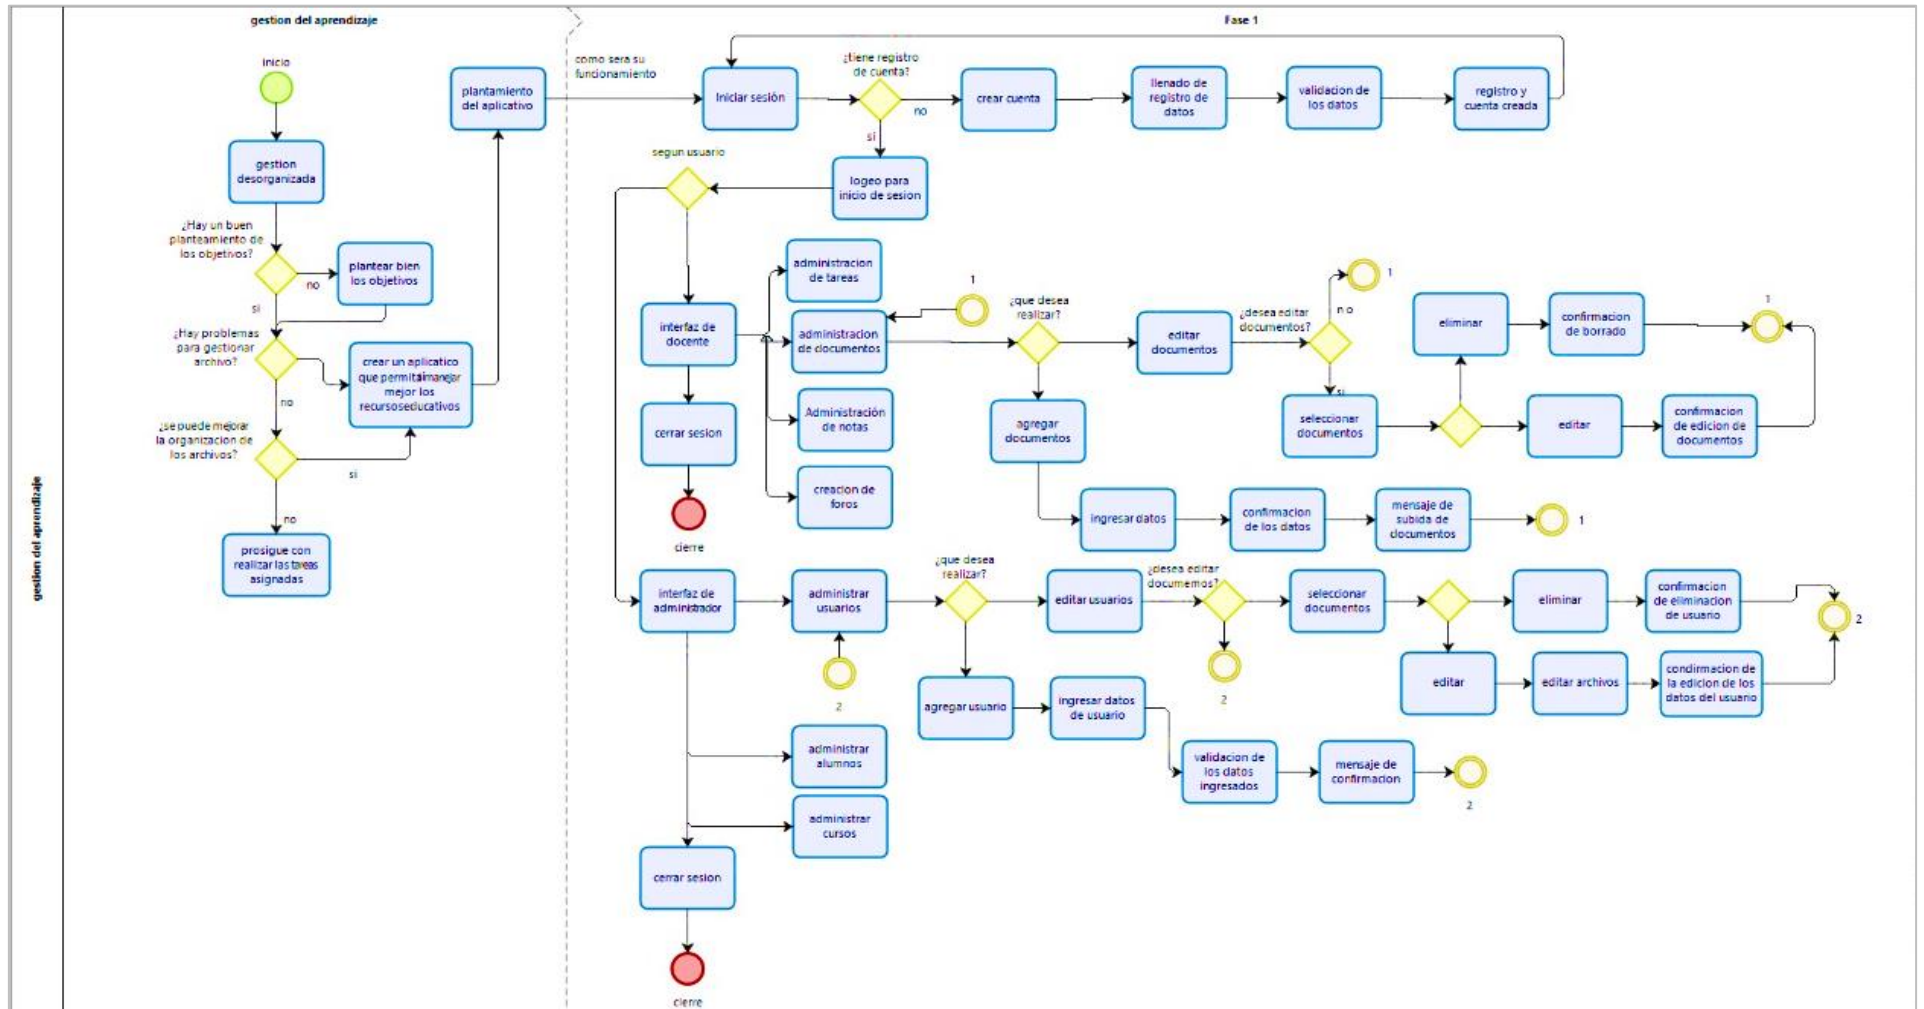 gestion del aprendizaje
Fase 1
gestion del aprendizaje
inicio
gestion
desorganizada
¿Hay un buen
planteamiento de
los objetivos?
no
plantear bien
los objetivos
si
¿Hay problemas
para gestionar
archivo?
crear un aplicatico
que permita manejar
mejor los
recursos educativos
no
¿se puede mejorar
la organizacion de
los archivos?
si
no
prosigue con
realizar las tareas
asignadas
plantamiento
del aplicativo
como sera su
funcionamiento
Iniciar sesión
¿tiene registro
de cuenta?
no
crear cuenta
llenado de
registro de
datos
validacion de
los datos
registro y
cuenta creada
si
logeo para
inicio de sesion
segun usuario
interfaz de
docente
cerrar sesion
cierre
administracion
de tareas
administracion
de documentos
1
Administración
de notas
creacion de
foros
¿que desea
realizar?
editar
documentos
¿desea editar
documentos?
no
1
si
seleccionar
documentos
eliminar
confirmacion
de borrado
1
editar
confirmacion
de edicion de
documentos
agregar
documentos
ingresar datos
confirmacion
de los datos
mensaje de
subida de
documentos
1
interfaz de
administrador
administrar
usuarios
2
¿que desea
realizar?
editar usuarios
¿desea editar
documemos?
2
seleccionar
documentos
eliminar
confirmacion
de eliminacion
de usuario
2
editar
editar archivos
condirmacion de
la edicion de los
datos del usuario
agregar usuario
ingresar datos
de usuario
validacion de
los datos
ingresados
mensaje de
confirmacion
2
administrar
alumnos
administrar
cursos
cerrar sesion
cierre